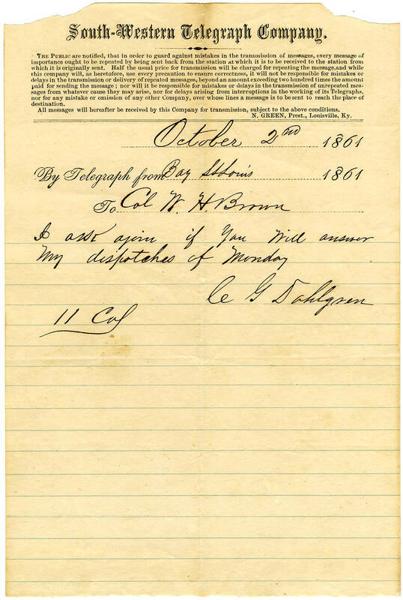 South-Western Telegraph Company.
THE PUBLIC are notified, that in order to guard against mistakes in the transmission of messages, every message of
importance ought to be repeated by being sent back from the station at which it is to be received to the station from
which it is originally sent. Half the usual price for transmission will be charged for repeating the message, and while
this company will, as heretofore, use every precaution to ensure correctness, it will not be responsible for mistakes or
delays in the transmission or delivery of repeated messages, beyond an amount exceeding two hundred times the amount
paid for sending the message; nor will it be responsible for mistakes or delays in the transmission of unrepeated mes-
sages from whatever cause they may arise, nor for delays arising from interruptions in the working of its Telegraphs,
nor for any mistake or omission of any other Company, over whose lines a message is to be sent to reach the place of
destination.
All messages will hereafter be received by this Company for transmission, subject to the above conditions.
N. GREEN, Prest., Louisville, Ky.
October 2nd 1861
By Telegraph from Bay St Louis 1861
To Col W. H. Brown
I ask again if You Will answer
My dispatches of Monday
C G Dahlgren
11 Col